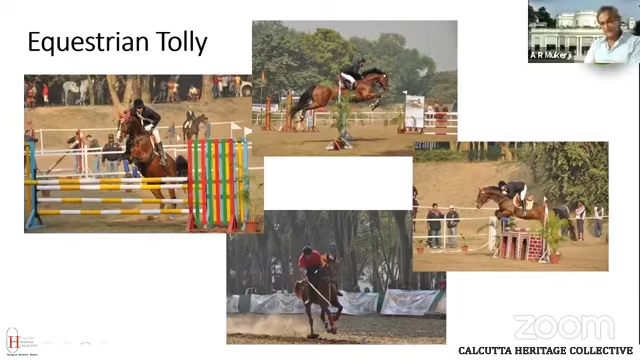 Equestrian Tolly
A R Mukerji
H
zoom
CALCUTTA HERITAGE COLLECTIVE